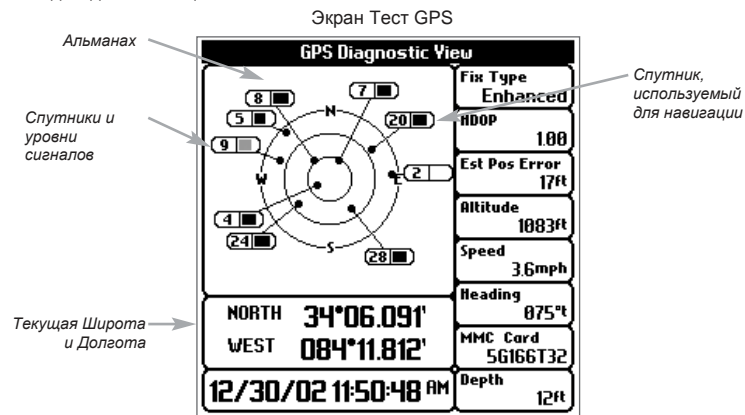 Экран Тест GPS
Альманах
Спутники и
уровни
сигналов
Текущая Широта
и Долгота
Спутник,
используемый
для навигации
GPS Diagnostic View
8
7
5
N
20
9
W
E
2
4
24
S
28
Fix Type
Enhanced
HDOP
1.00
Est Pos Error
17ft
Altitude
1083ft
Speed
3.6mph
Heading
075°t
MMC Card
5G166T32
Depth
12ft
NORTH 34°06.091'
WEST 084°11.812'
12/30/02 11:50:48 AM